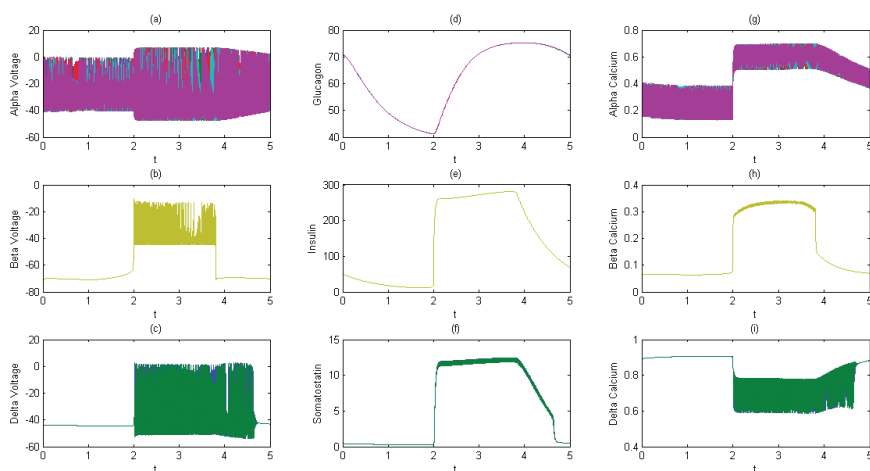 (a)
Alpha Voltage
20
0
-20
-40
-60
0 1 2 3 4 5
t
(d)
Glucagon
80
60
40
0 1 2 3 4 5
t
(g)
Alpha Calcium
0.8
0.6
0.4
0.2
0
0 1 2 3 4 5
t
(b)
Beta Voltage
0
-20
-40
-60
-80
0 1 2 3 4 5
t
(e)
Insulin
300
200
100
0
0 1 2 3 4 5
t
(h)
Beta Calcium
0.4
0.3
0.2
0.1
0
0 1 2 3 4 5
t
(c)
Delta Voltage
20
0
-20
-40
-60
0 1 2 3 4 5
t
(f)
Somatostatin
15
10
5
0
0 1 2 3 4 5
t
(i)
Delta Calcium
1
0.8
0.6
0.4
0 1 2 3 4 5
t